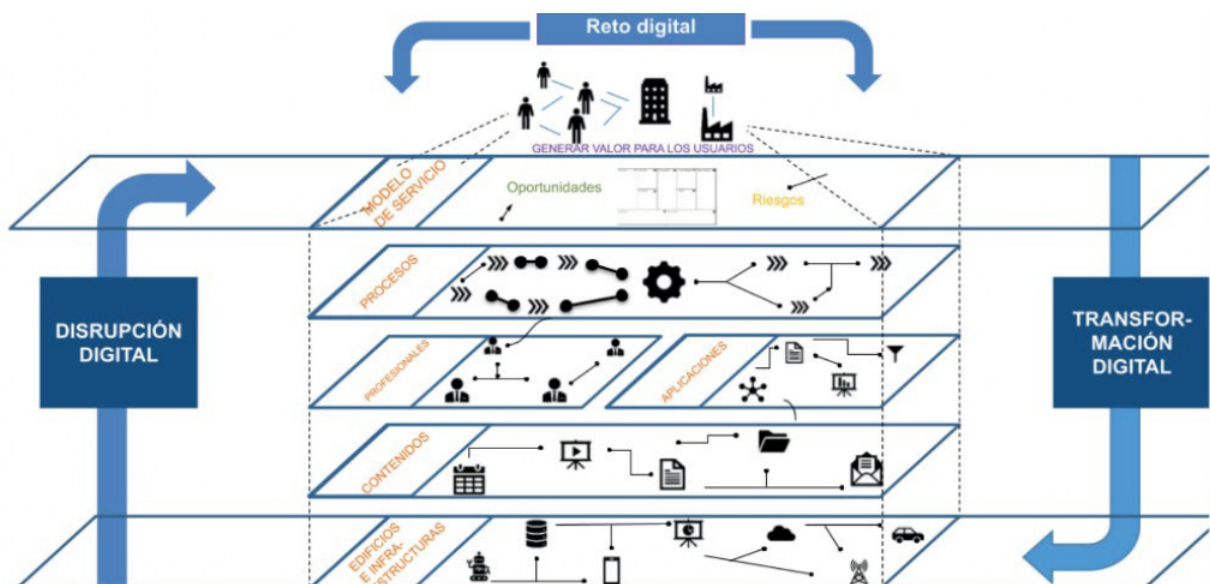 Reto digital
GENERAR VALOR PARA LOS USUARIOS
MODELO
DE SERVICIO
Oportunidades
Riesgos
PROCESOS
DISRUPCIÓN
DIGITAL
TRANSFOR-
MACIÓN
DIGITAL
PROFESIONALES
APLICACIONES
CONTENIDOS
EDIFICIOS
E INFRA-
ESTRUCTURAS